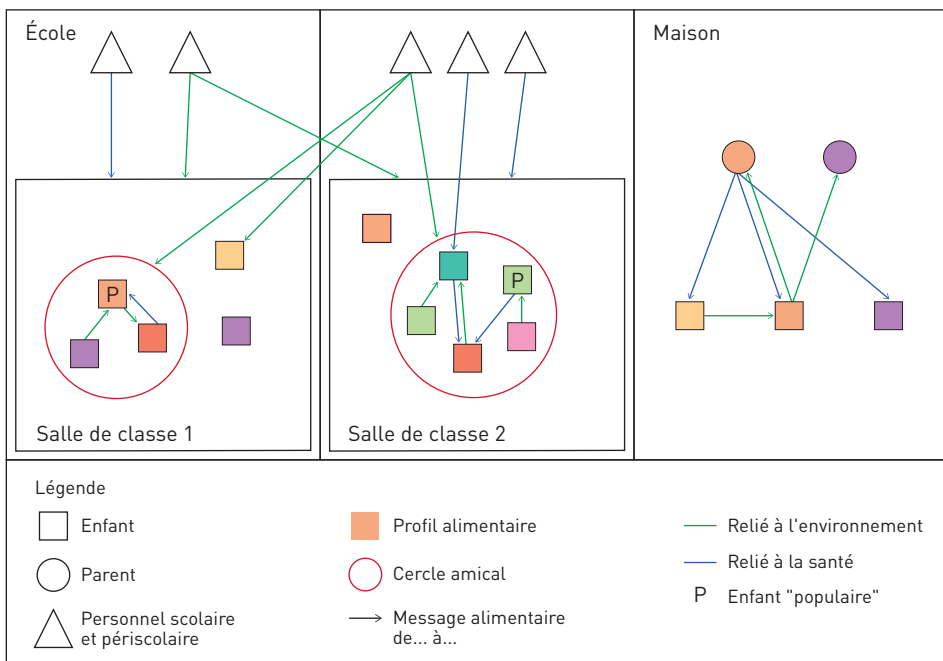 École
Maison
P
P
Salle de classe 1
Salle de classe 2
Légende
Enfant
Parent
Personnel scolaire
et périscolaire
Profil alimentaire
Cercle amical
Message alimentaire
de... à...
Relié à l'environnement
Relié à la santé
P Enfant "populaire"